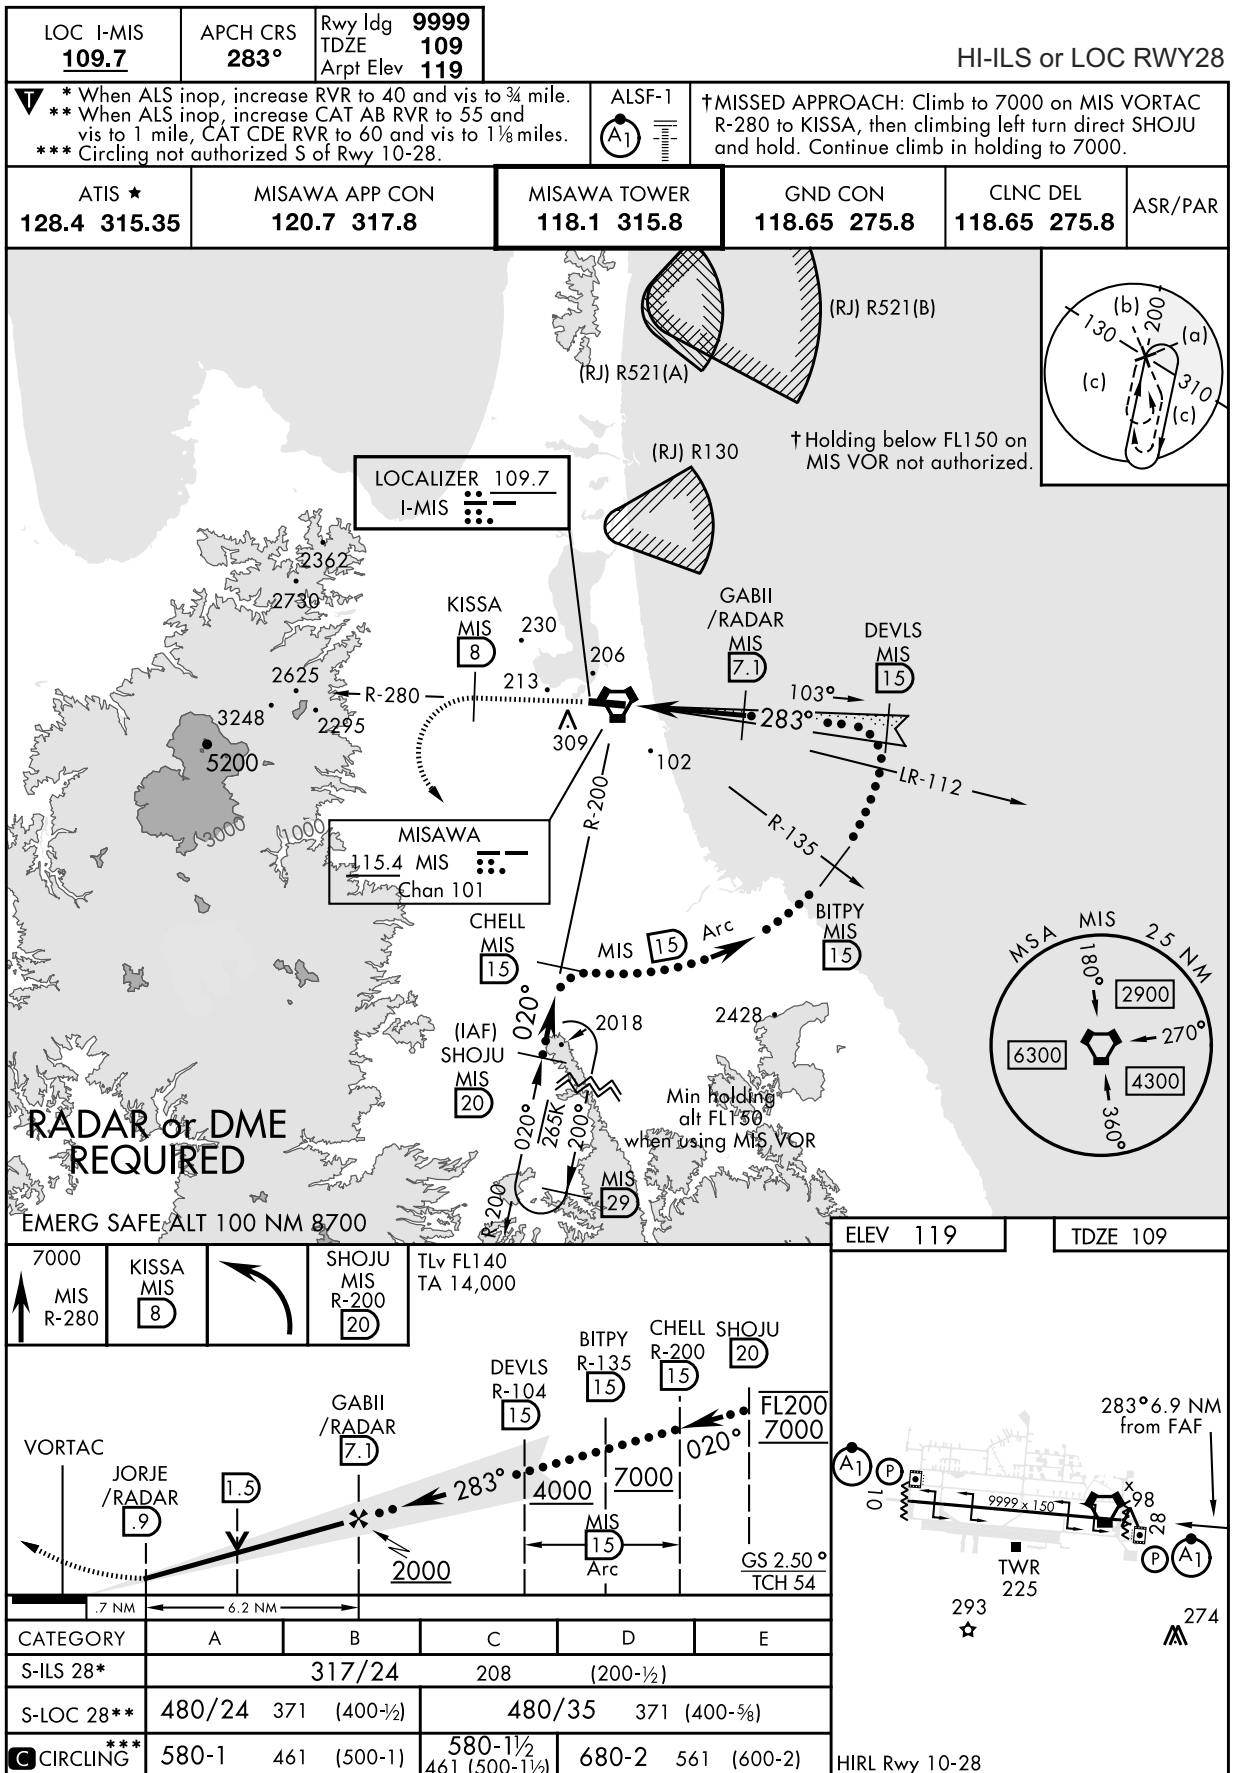 LOC I-MIS
109.7
APCH CRS
283°
Rwy ldg 9999
TDZE 109
Arpt Elev 119
HI-ILS or LOC RWY28
T
* When ALS inop, increase RVR to 40 and vis to ¾ mile.
** When ALS inop, increase CAT AB RVR to 55 and
vis to 1 mile, CAT CDE RVR to 60 and vis to 1⅛ miles.
*** Circling not authorized S of Rwy 10-28.
ALSF-1
A1
†MISSED APPROACH: Climb to 7000 on MIS VORTAC
R-280 to KISSA, then climbing left turn direct SHOJU
and hold. Continue climb in holding to 7000.
ATIS ★
128.4 315.35
MISAWA APP CON
120.7 317.8
MISAWA TOWER
118.1 315.8
GND CON
118.65 275.8
CLNC DEL
118.65 275.8
ASR/PAR
(RJ) R521(B)
(RJ) R521(A)
(RJ) R130
†Holding below FL150 on
MIS VOR not authorized.
(b)
200
130
(a)
(c)
310
(c)
LOCALIZER 109.7
I-MIS
2362
2730
2625
3248
2295
5200
3000
1000
KISSA
MIS
8
230
206
213
309
102
R-280
GABII
/RADAR
MIS
7.1
DEVLS
MIS
15
103°
283°
LR-112
R-135
R-200
MISAWA
115.4 MIS
Chan 101
CHELL
MIS
15
MIS 15 Arc
BITPY
MIS
15
020°
(IAF)
SHOJU
MIS
20
2018
2428
Min holding
alt FL150
when using MIS VOR
020°
265K
200°
MIS
29
R-200
MSA MIS 25 NM
180°
2900
270°
6300
4300
360°
RADAR or DME
REQUIRED
EMERG SAFE ALT 100 NM 8700
ELEV 119
TDZE 109
7000
MIS
R-280
KISSA
MIS
8
SHOJU
MIS
R-200
20
TLv FL140
TA 14,000
VORTAC
JORJE
/RADAR
.9
1.5
GABII
/RADAR
7.1
DEVLS
R-104
15
BITPY
R-135
15
CHELL
R-200
15
SHOJU
20
FL200
7000
020°
283°
7000
4000
2000
MIS
15
Arc
GS 2.50°
TCH 54
.7 NM
6.2 NM
283° 6.9 NM
from FAF
A1
P
10
9999 x 150
X
98
28
P
A1
TWR
225
293
274
HIRL Rwy 10-28
CATEGORY A B C D E
S-ILS 28* 317/24 208 (200-½)
S-LOC 28** 480/24 371 (400-½) 480/35 371 (400-⅝)
C CIRCLING*** 580-1 461 (500-1) 580-1½ 461 (500-1½) 680-2 561 (600-2)